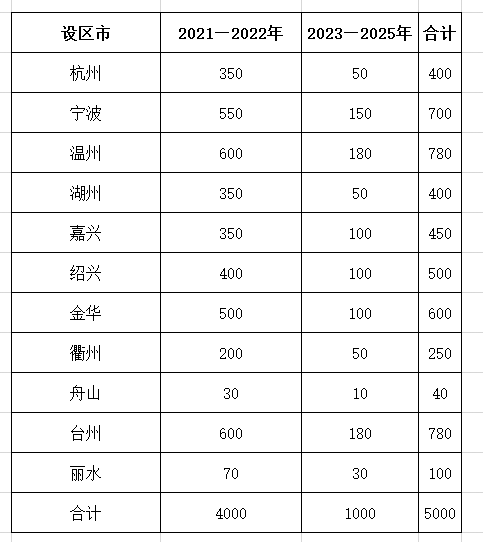 设区市 2021—2022年 2023—2025年 合计
杭州 350 50 400
宁波 550 150 700
温州 600 180 780
湖州 350 50 400
嘉兴 350 100 450
绍兴 400 100 500
金华 500 100 600
衢州 200 50 250
舟山 30 10 40
台州 600 180 780
丽水 70 30 100
合计 4000 1000 5000